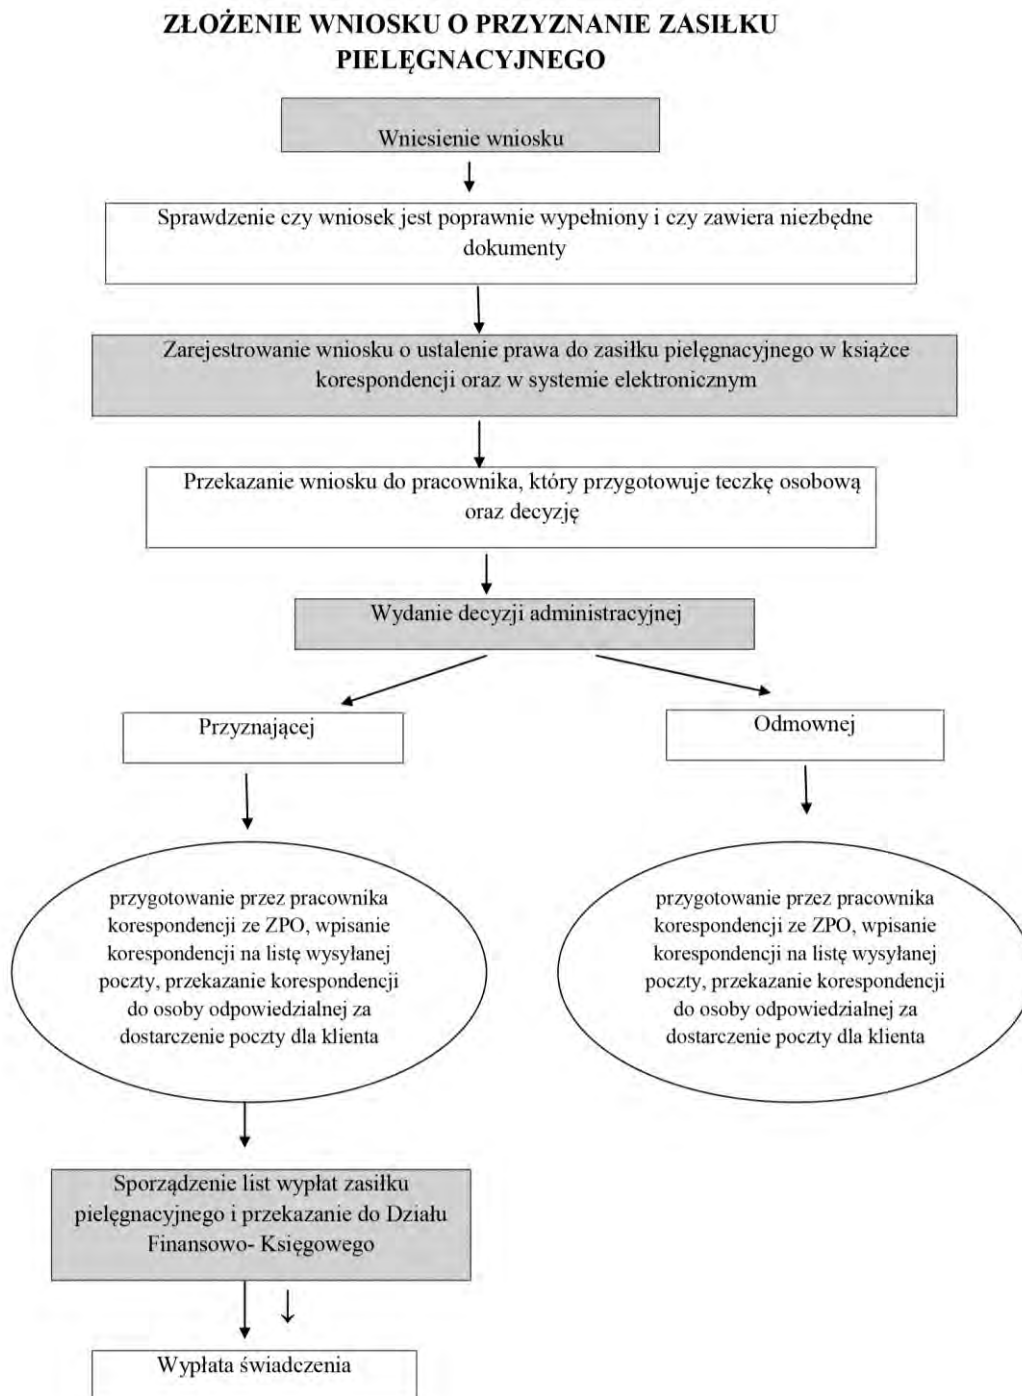 ZŁOŻENIE WNIOSKU O PRZYZNANIE ZASIŁKU
PIELĘGNACYJNEGO
Wniesienie wniosku
Sprawdzenie czy wniosek jest poprawnie wypełniony i czy zawiera niezbędne
dokumenty
Zarejestrowanie wniosku o ustalenie prawa do zasiłku pielęgnacyjnego w książce
korespondencji oraz w systemie elektronicznym
Przekazanie wniosku do pracownika, który przygotowuje teczkę osobową
oraz decyzję
Wydanie decyzji administracyjnej
Przyznającej
Odmownej
przygotowanie przez pracownika
korespondencji ze ZPO, wpisanie
korespondencji na listę wysyłanej
poczty, przekazanie korespondencji
do osoby odpowiedzialnej za
dostarczenie poczty dla klienta
przygotowanie przez pracownika
korespondencji ze ZPO, wpisanie
korespondencji na listę wysyłanej
poczty, przekazanie korespondencji
do osoby odpowiedzialnej za
dostarczenie poczty dla klienta
Sporządzenie list wypłat zasiłku
pielęgnacyjnego i przekazanie do Działu
Finansowo- Księgowego
Wypłata świadczenia